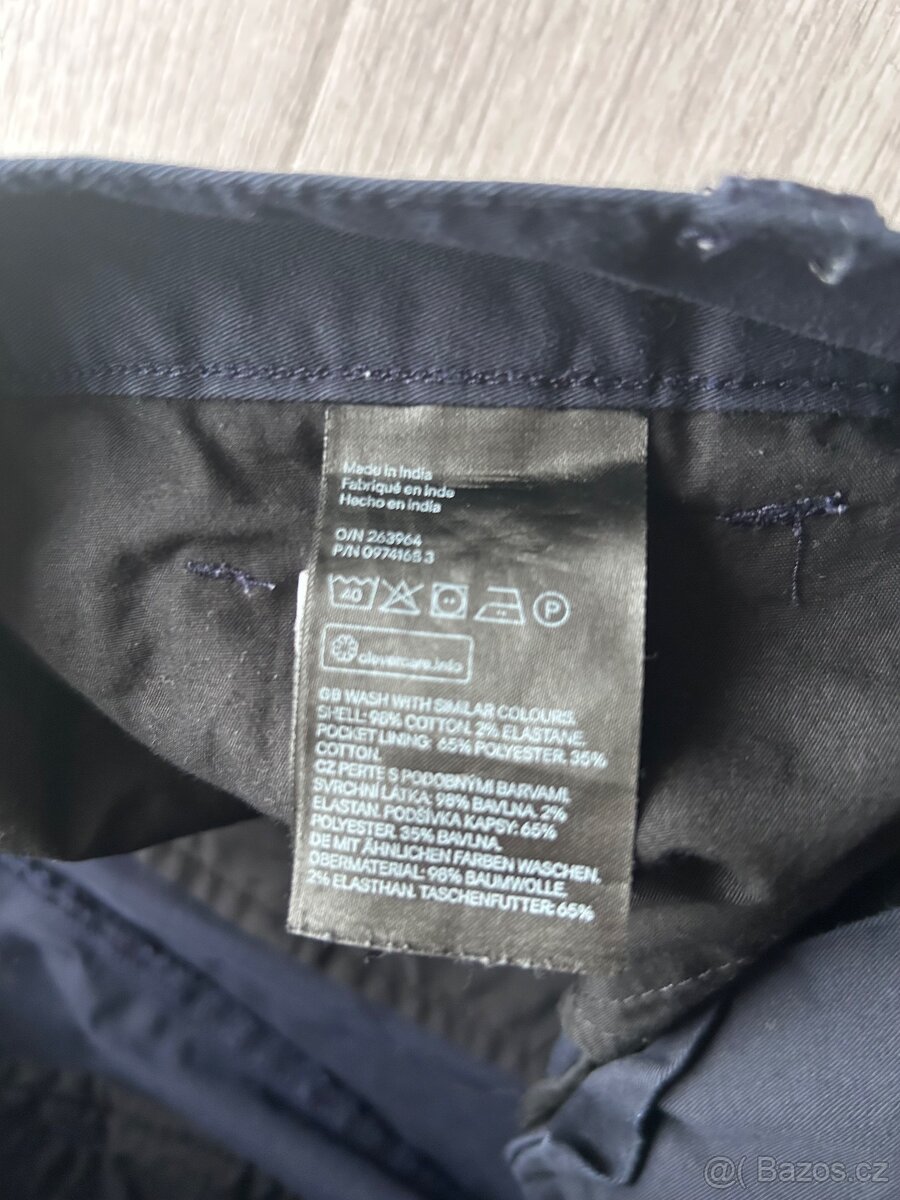 Made in India
Fabriqué en Inde
Hecho en India
O/N 263964
P/N 0974165 3
40
P
clevercare.info
GB WASH WITH SIMILAR COLOURS.
SHELL: 98% COTTON. 2% ELASTANE.
POCKET LINING: 65% POLYESTER. 35%
COTTON.
CZ PERTE S PODOBNÝMI BARVAMI.
SVRCHNÍ LÁTKA: 98% BAVLNA. 2%
ELASTAN. PODŠÍVKA KAPSY: 65%
POLYESTER. 35% BAVLNA.
DE MIT ÄHNLICHEN FARBEN WASCHEN.
OBERMATERIAL: 98% BAUMWOLLE.
2% ELASTHAN. TASCHENFUTTER: 65%
@( Bazos.cz